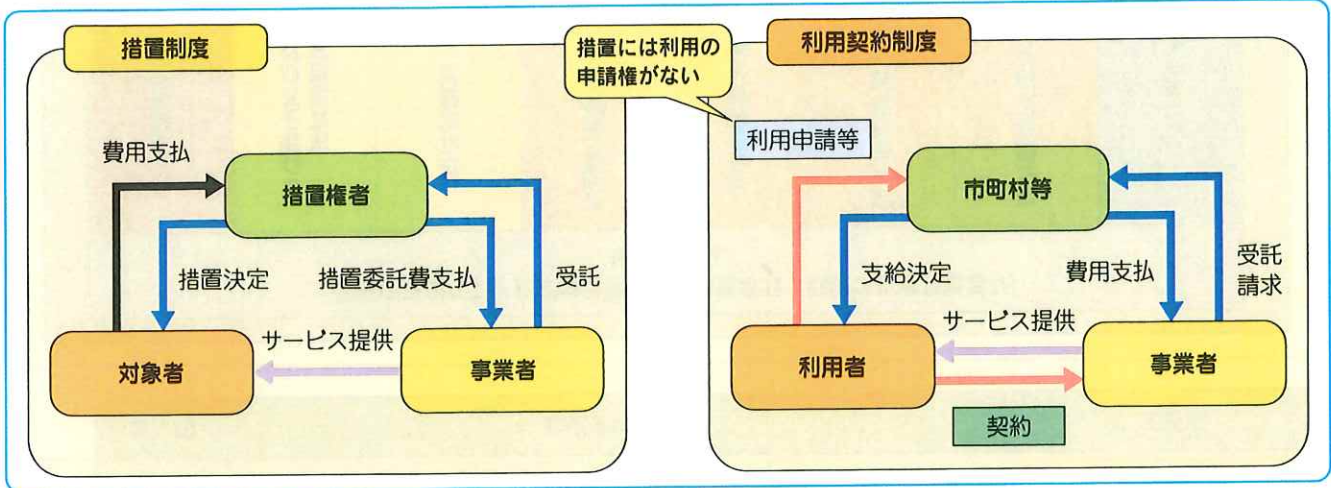 措置制度
措置には利用の
申請権がない
利用契約制度
費用支払
措置権者
措置決定
措置委託費支払
受託
サービス提供
対象者
事業者
利用申請等
市町村等
支給決定
費用支払
受託
請求
サービス提供
利用者
事業者
契約